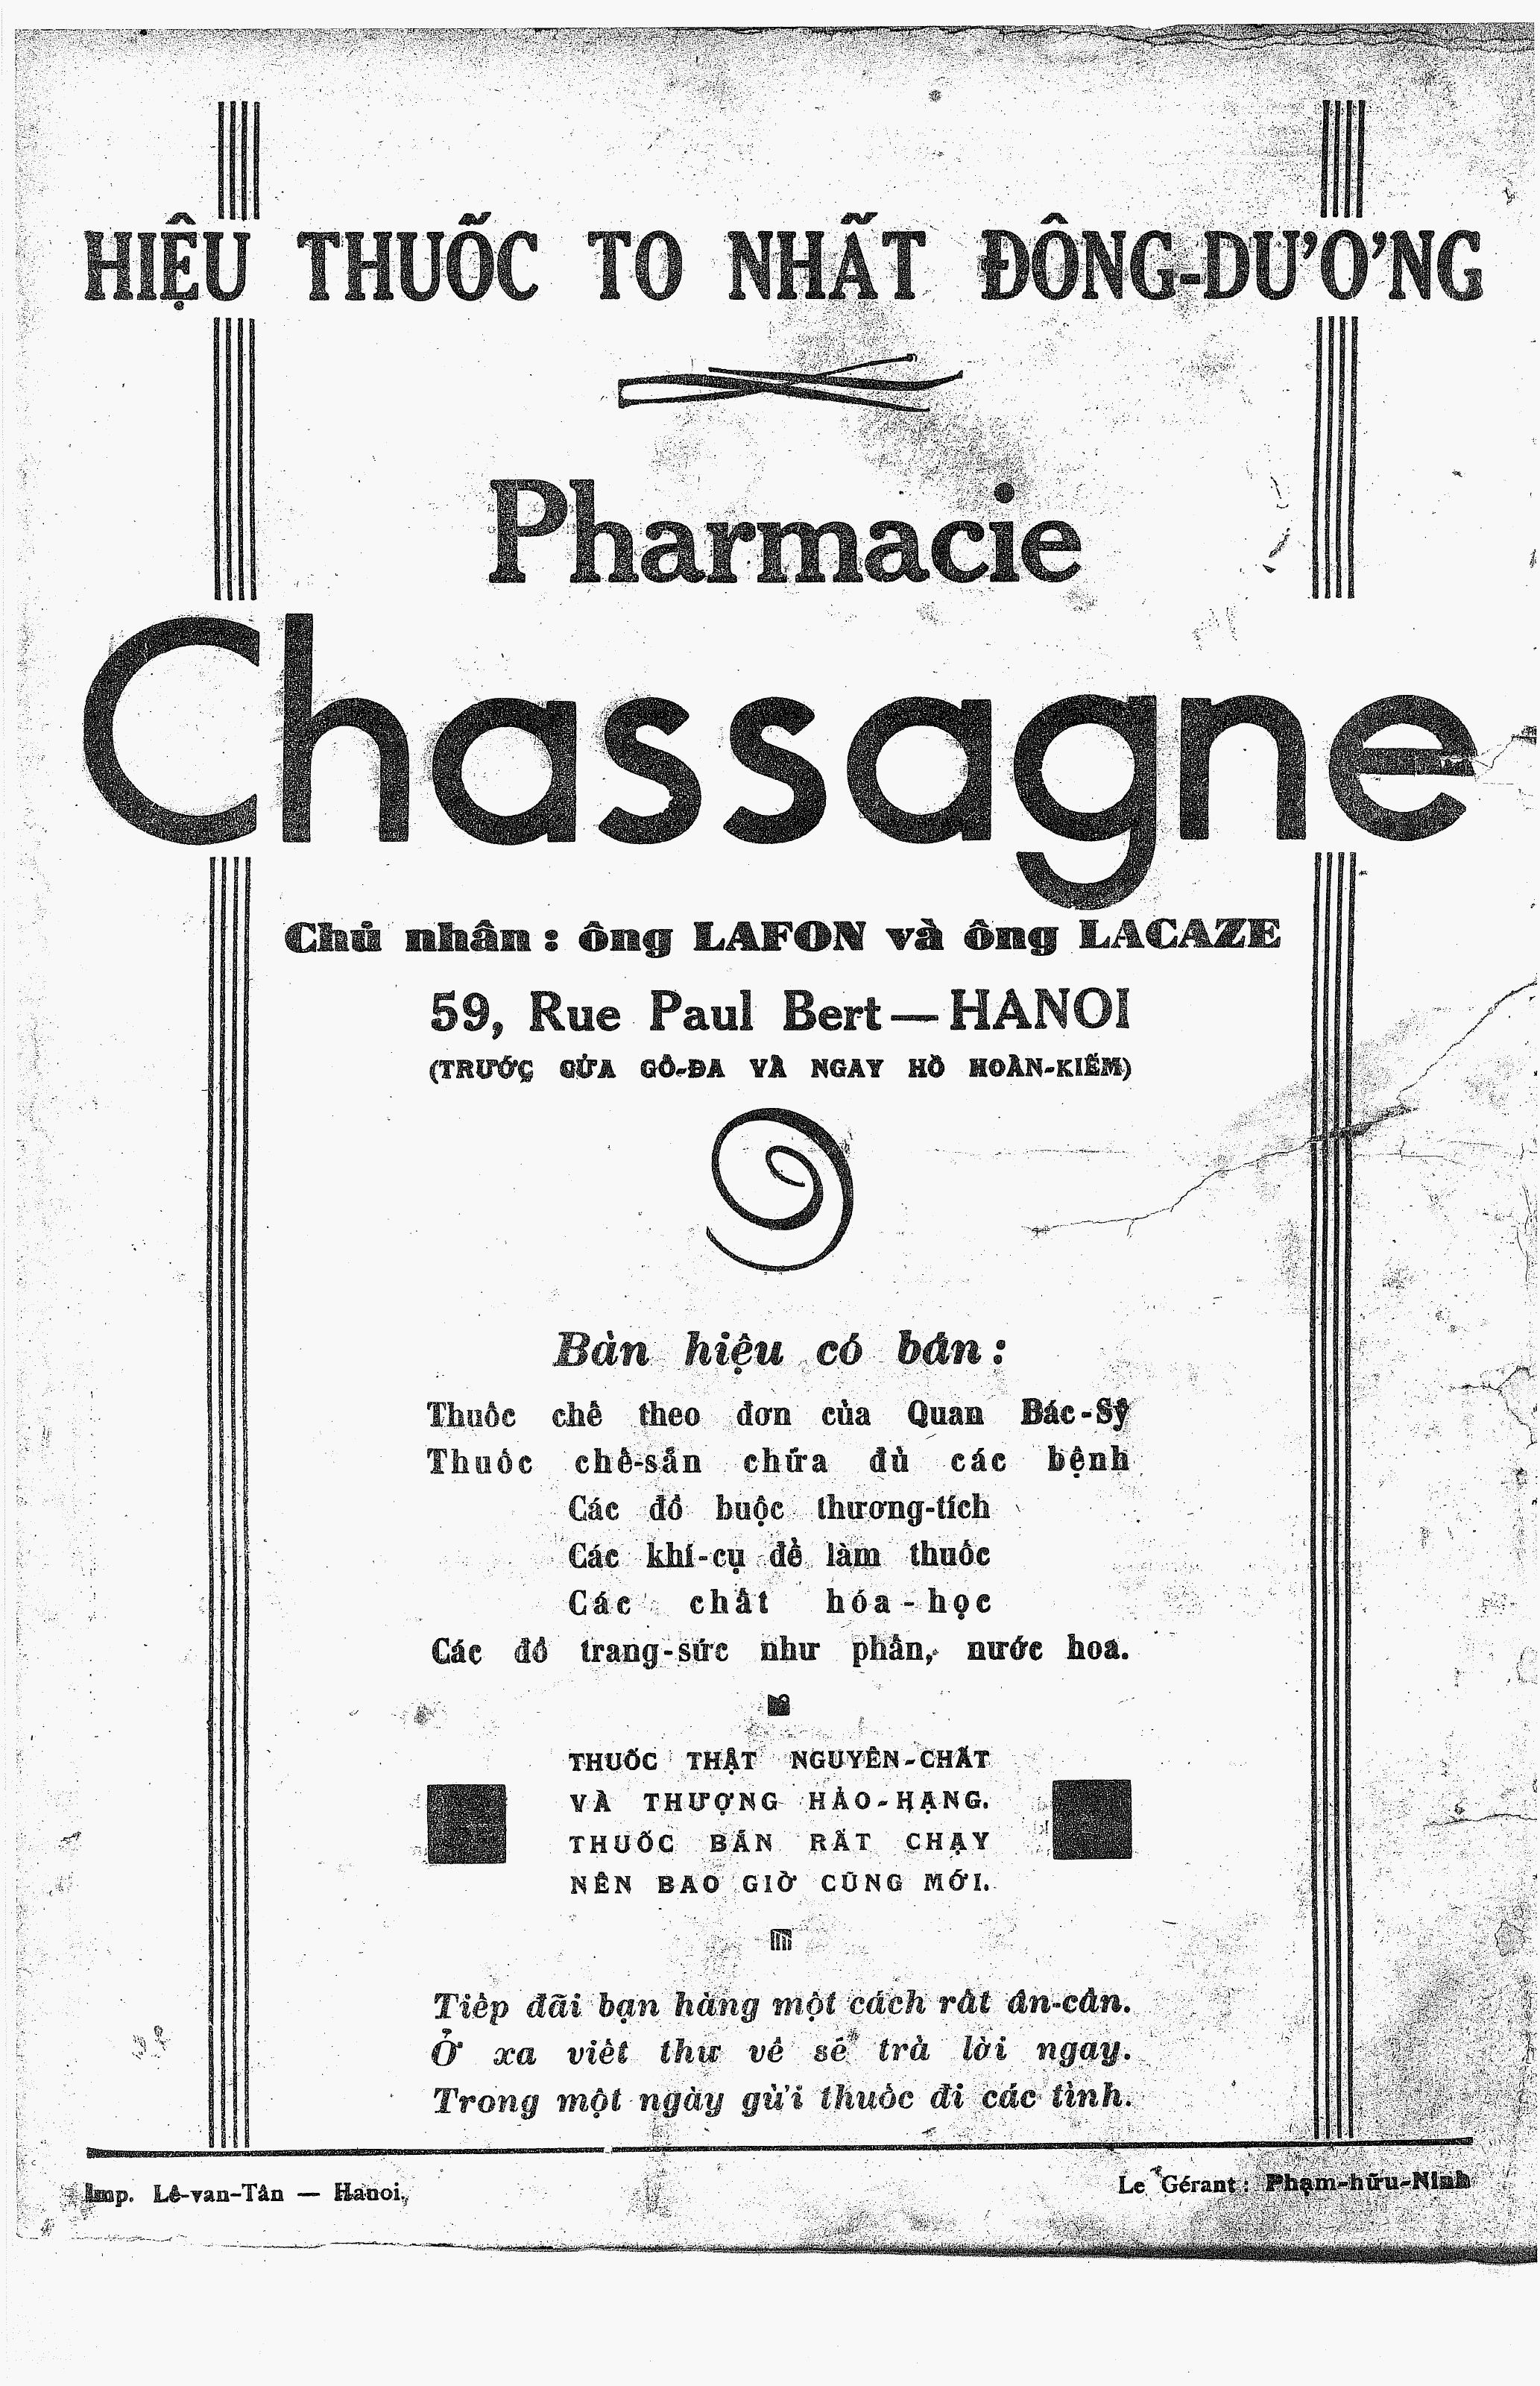 HIỆU THUỐC TO NHẤT ĐÔNG-DƯƠNG
Pharmacie
Chassagne
Chủ nhân : ông LAFON và ông LACAZE
59, Rue Paul Bert — HANOI
(TRƯỚC CỬA GÔ-ĐA VÀ NGAY HỒ HOÀN-KIẾM)
Bản hiệu có bán :
Thuốc chế theo đơn của Quan Bác-Sỹ
Thuốc chế-sẵn chữa đủ các bệnh
Các đồ buộc thương-tích
Các khí-cụ để làm thuốc
Các chất hóa-học
Các đồ trang-sức như phấn, nước hoa.
THUỐC THẬT NGUYÊN-CHẤT
VÀ THƯỢNG HẢO-HẠNG.
THUỐC BÁN RẤT CHẠY
NÊN BAO GIỜ CŨNG MỚI.
Tiếp đãi bạn hàng một cách rất ân-cần.
Ở xa viết thư về sẽ trả lời ngay.
Trong một ngày gửi thuốc đi các tỉnh.
Imp. Lê-van-Tân — Hanoi.
Le Gérant : Phạm-hữu-Ninh